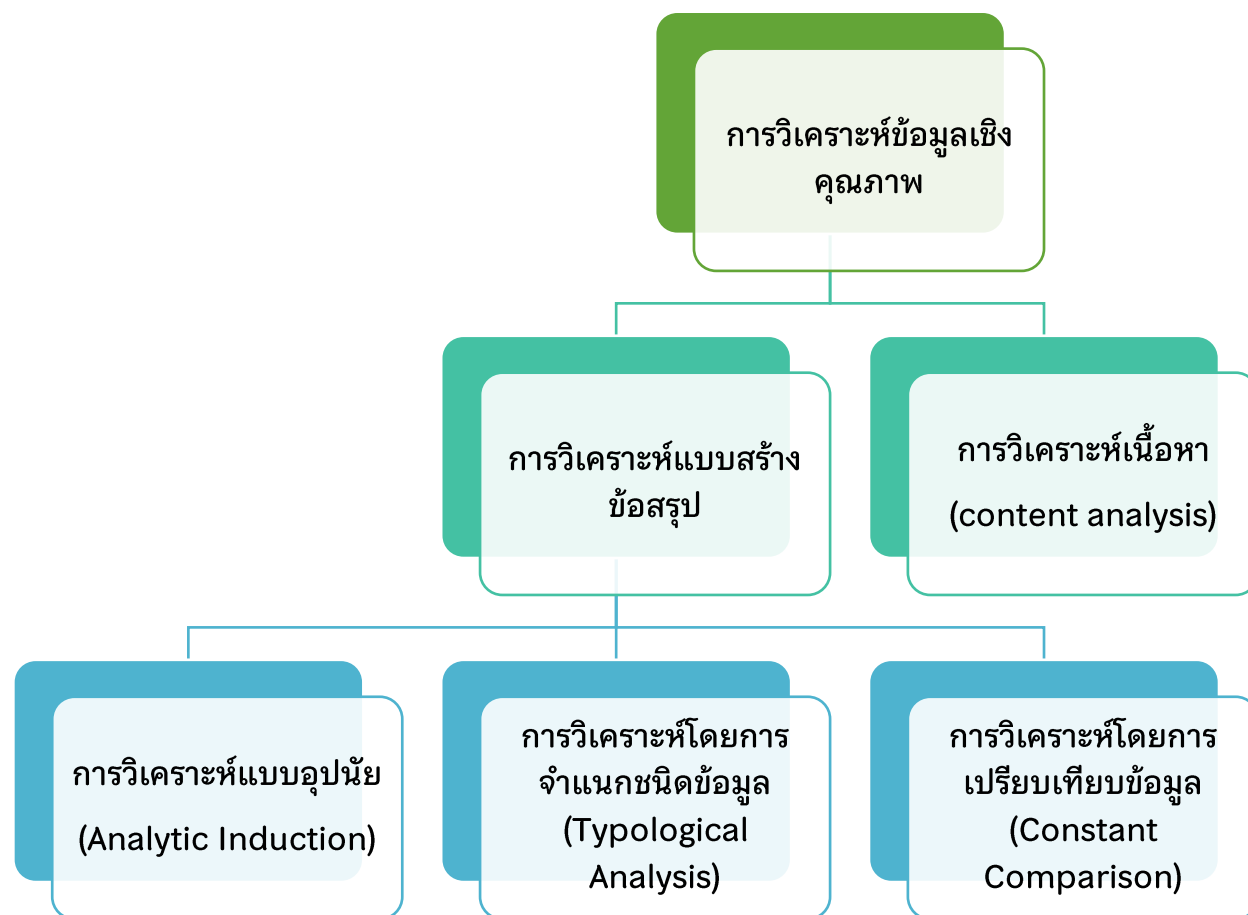 การวิเคราะห์ข้อมูลเชิง
คุณภาพ
การวิเคราะห์แบบสร้าง
ข้อสรุป
การวิเคราะห์เนื้อหา
(content analysis)
การวิเคราะห์แบบอุปนัย
(Analytic Induction)
การวิเคราะห์โดยการ
จำแนกชนิดข้อมูล
(Typological
Analysis)
การวิเคราะห์โดยการ
เปรียบเทียบข้อมูล
(Constant
Comparison)